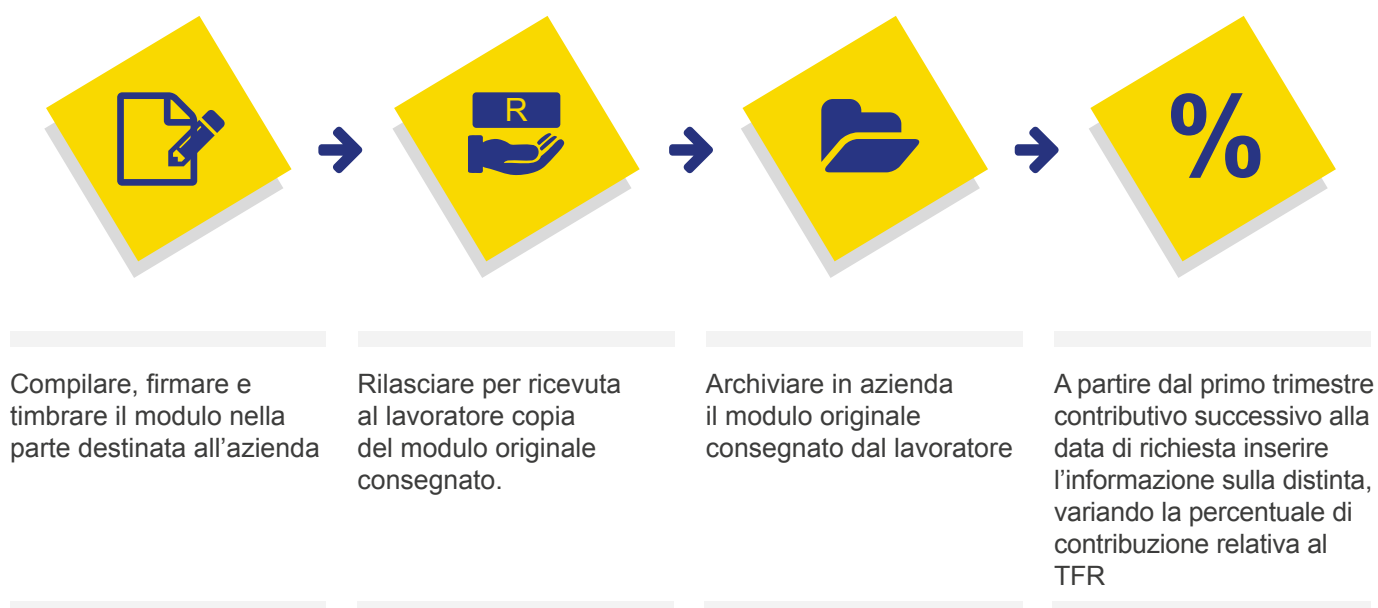 R
%
Compilare, firmare e
timbrare il modulo nella
parte destinata all’azienda
Rilasciare per ricevuta
al lavoratore copia
del modulo originale
consegnato.
Archiviare in azienda
il modulo originale
consegnato dal lavoratore
A partire dal primo trimestre
contributivo successivo alla
data di richiesta inserire
l’informazione sulla distinta,
variando la percentuale di
contribuzione relativa al
TFR